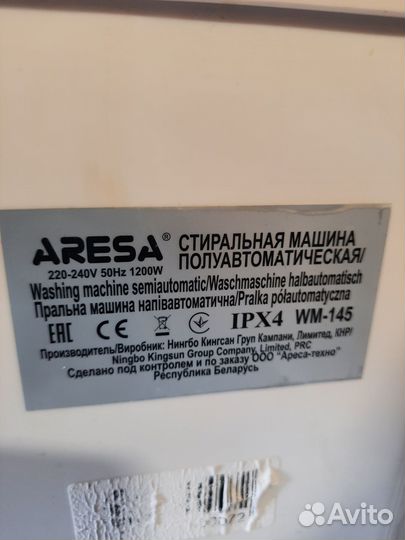 ARESA® СТИРАЛЬНАЯ МАШИНА
220-240V 50Hz 1200W ПОЛУАВТОМАТИЧЕСКАЯ/
Washing machine semiautomatic/Waschmaschine halbautomatisch
Пральна машина напівавтоматична/Pralka półautomatyczna
EAC CE IPX4 WM-145
Производитель/Виробник: Нингбо Кингсан Груп Кампани, Лимитед, КНР/
Ningbo Kingsun Group Company, Limited, PRC
Сделано под контролем и по заказу ООО "Ареса-техно"
Республика Беларусь
Avito